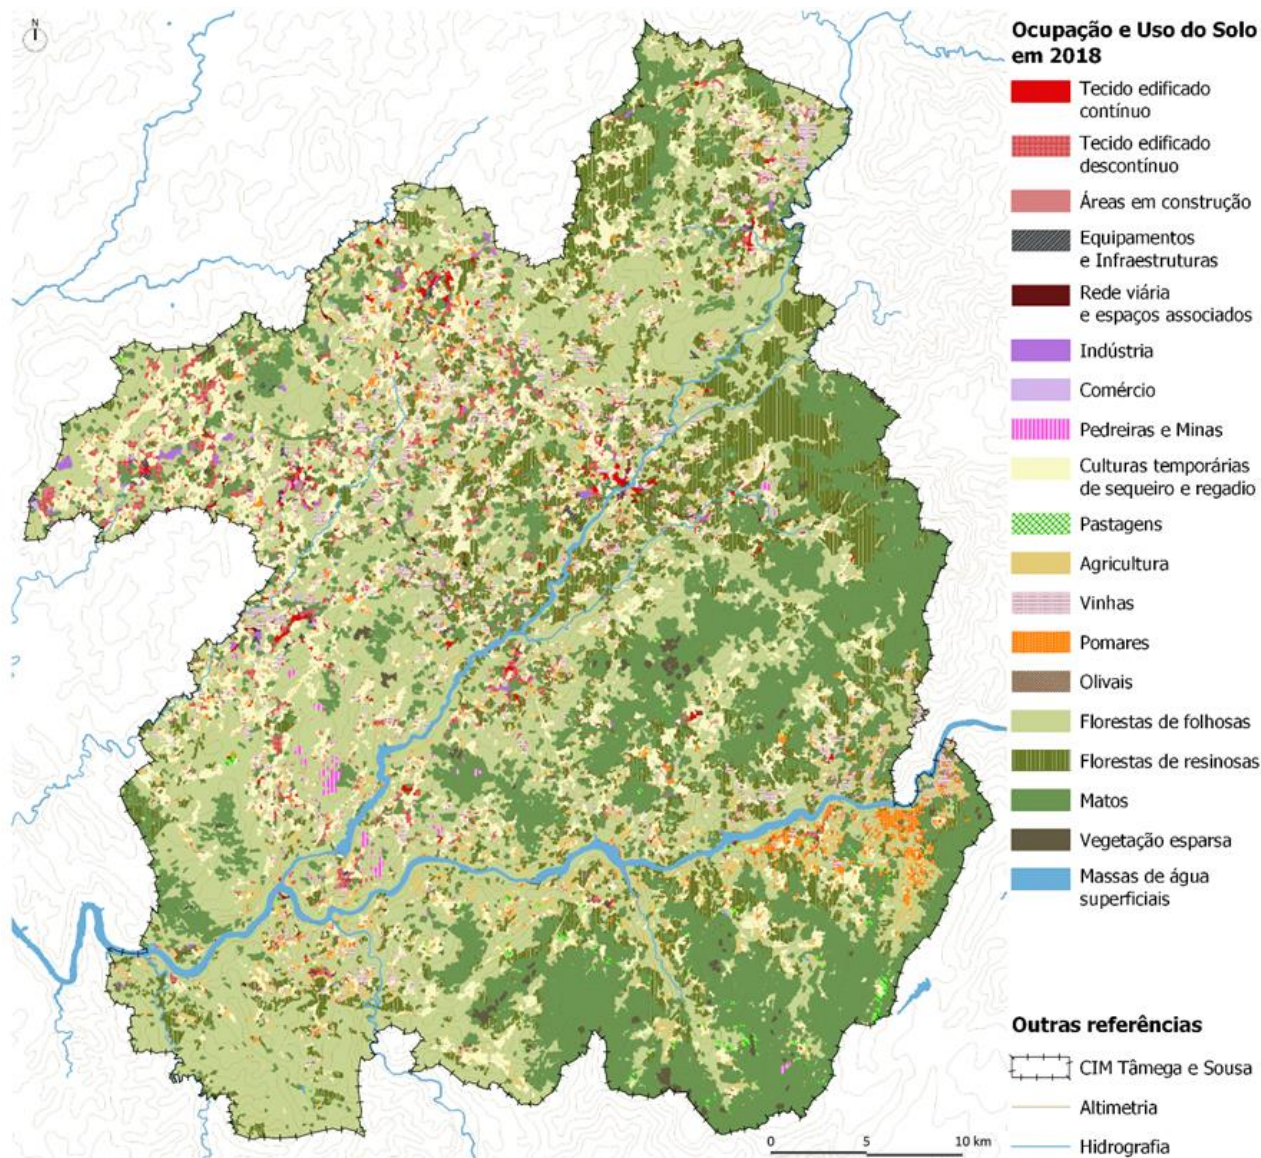 N
Ocupação e Uso do Solo
em 2018
Tecido edificado
contínuo
Tecido edificado
descontínuo
Áreas em construção
Equipamentos
e Infraestruturas
Rede viária
e espaços associados
Indústria
Comércio
Pedreiras e Minas
Culturas temporárias
de sequeiro e regadio
Pastagens
Agricultura
Vinhas
Pomares
Olivais
Florestas de folhosas
Florestas de resinosas
Matos
Vegetação esparsa
Massas de água
superficiais
Outras referências
CIM Tâmega e Sousa
Altimetria
Hidrografia
0 5 10 km